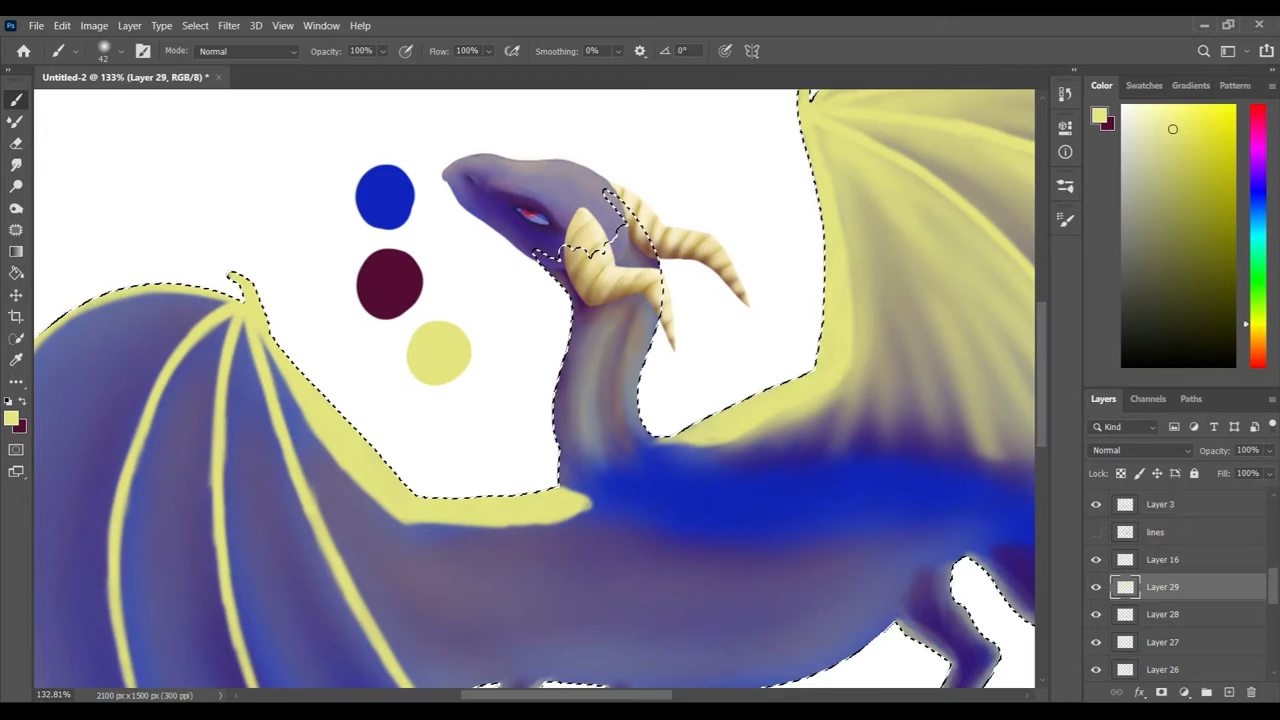 Ps File Edit Image Layer Type Select Filter 3D View Window Help
42 Mode: Normal Opacity: 100% Flow: 100% Smoothing: 0% 0°
Untitled-2 @ 133% (Layer 29, RGB/8) *
Color Swatches Gradients Patterns
Layers Channels Paths
Kind
Normal Opacity: 100%
Lock: Fill: 100%
Layer 3
lines
Layer 16
Layer 29
Layer 28
Layer 27
Layer 26
fx
132.81% 2100 px x 1500 px (300 ppi)